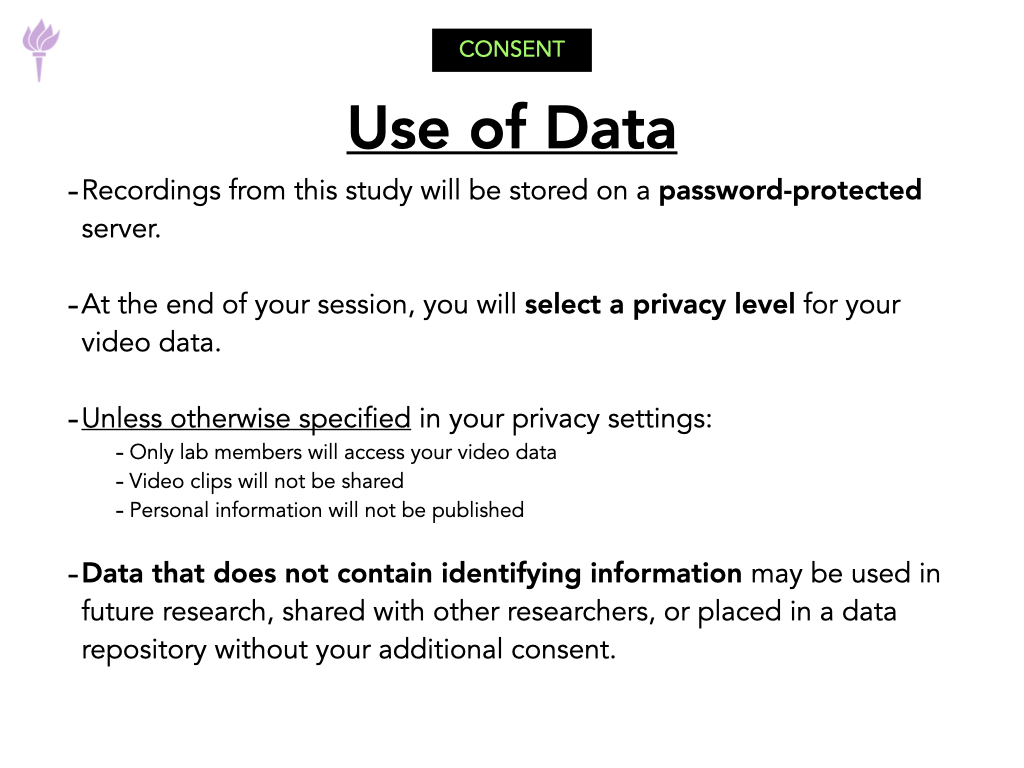 CONSENT
Use of Data
-Recordings from this study will be stored on a password-protected
server.
-At the end of your session, you will select a privacy level for your
video data.
-Unless otherwise specified in your privacy settings:
- Only lab members will access your video data
- Video clips will not be shared
- Personal information will not be published
-Data that does not contain identifying information may be used in
future research, shared with other researchers, or placed in a data
repository without your additional consent.